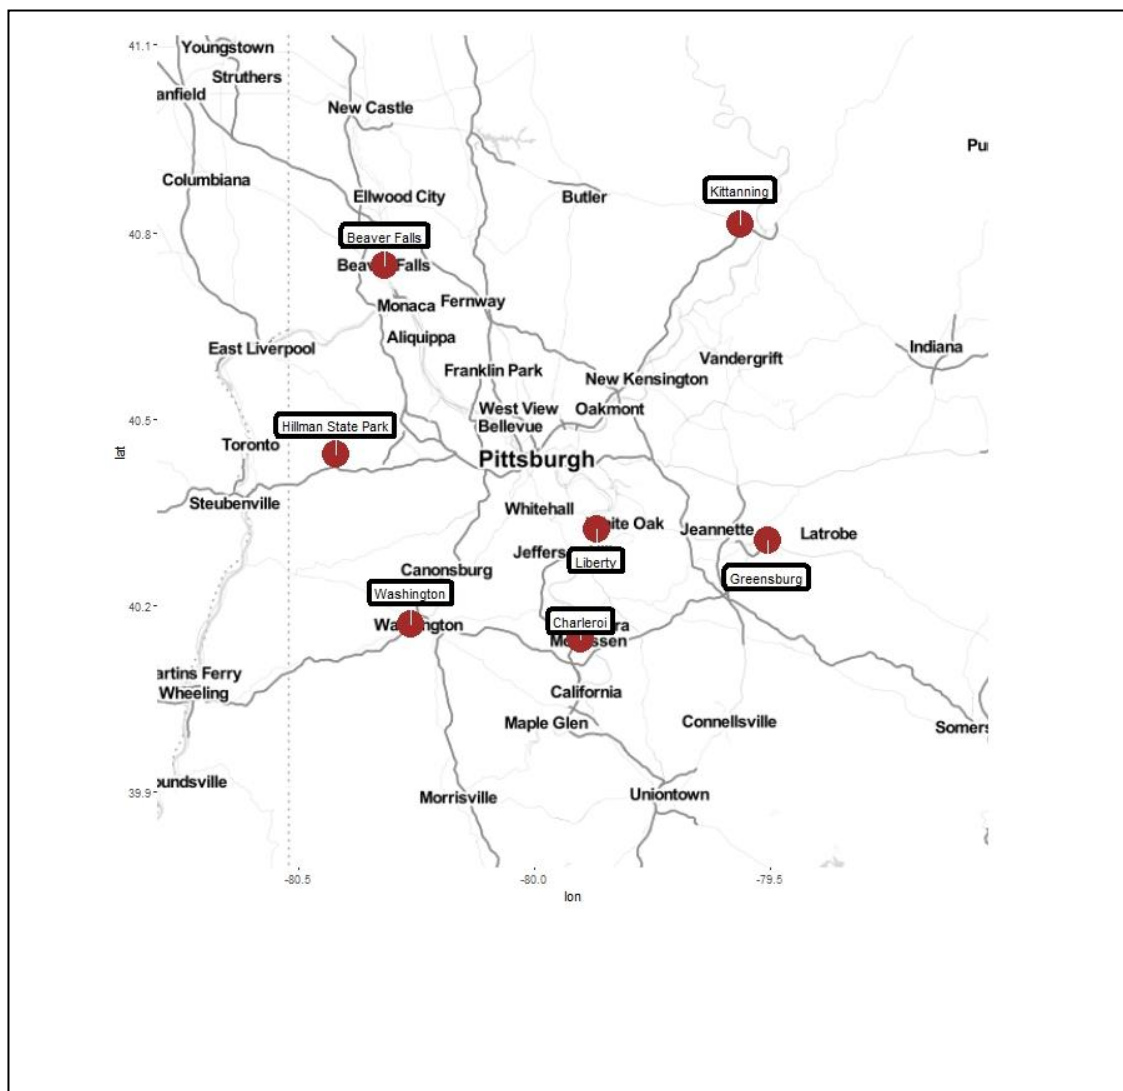 41.1
Youngstown
Struthers
anfield
New Castle
Pu
Columbiana
Ellwood City
Butler
Kittanning
40.8
Beaver Falls
Beaver Falls
Monaca
Fernway
Aliquippa
East Liverpool
Vandergrift
Indiana
Franklin Park
New Kensington
West View
Oakmont
40.5
Hillman State Park
Bellevue
Toronto
lat
Pittsburgh
Steubenville
Whitehall
ite Oak
Jeannette
Latrobe
Jeffers
Liberty
Canonsburg
Greensburg
Washington
40.2
Charleroi
Wa ngton
ra
Mo ssen
artins Ferry
Wheeling
California
Maple Glen
Connellsville
Somers
oundsville
39.9
Morrisville
Uniontown
-80.5
-80.0
-79.5
lon